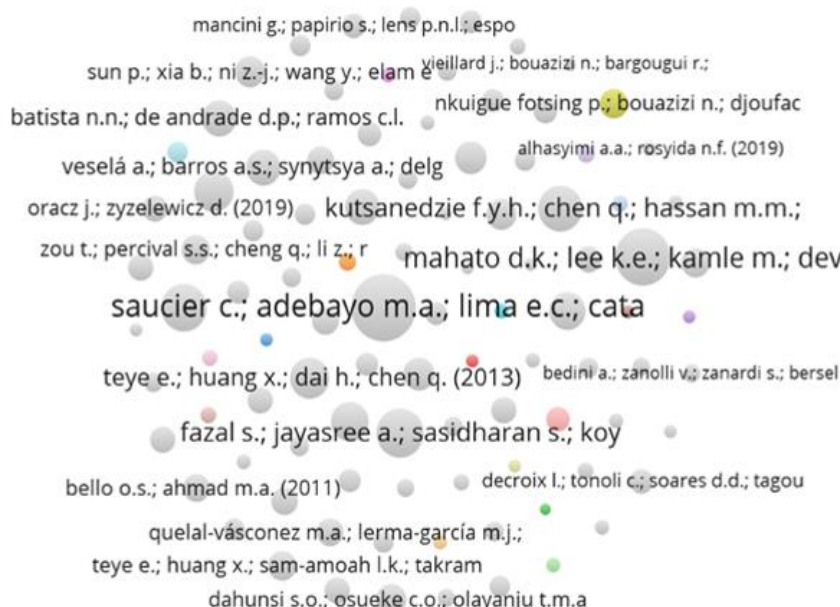 mancini g.; papirio s.; lens p.n.l.; espo
vieillard j.; bouazizi n.; bargougui r.;
sun p.; xia b.; ni z.-j.; wang y.; elam e
nkuigue fotsing p.; bouazizi n.; djoufac
batista n.n.; de andrade d.p.; ramos c.l.
alhasyimi a.a.; rosyida n.f. (2019)
veselá a.; barros a.s.; synytsya a.; delg
oracz j.; zyzelewicz d. (2019)
kutsanedzie f.y.h.; chen q.; hassan m.m.;
zou t.; percival s.s.; cheng q.; li z.; r
mahato d.k.; lee k.e.; kamle m.; dev
saucier c.; adebayo m.a.; lima e.c.; cata
teye e.; huang x.; dai h.; chen q. (2013)
bedini a.; zanolli v.; zanardi s.; bersel
fazal s.; jayasree a.; sasidharan s.; koy
bello o.s.; ahmad m.a. (2011)
decroix l.; tonoli c.; soares d.d.; tagou
quelal-vásconez m.a.; lerma-garcía m.j.;
teye e.; huang x.; sam-amoah l.k.; takram
dahunsi s.o.; osueke c.o.; olayanju t.m.a